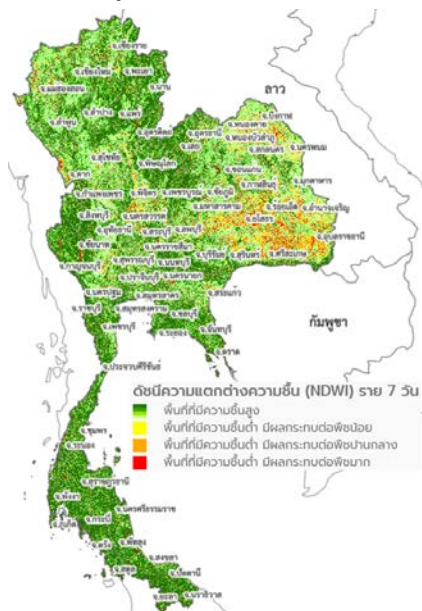 จ.เชียงราย
จ.เชียงใหม่
จ.พะเยา
จ.แม่ฮ่องสอน
จ.น่าน
ลาว
จ.ลำปาง
จ.แพร่
จ.ลำพูน
จ.บึงกาฬ
จ.หนองคาย
จ.อุตรดิตถ์
จ.อุดรธานี
จ.หนองบัวลำภู
จ.เลย
จ.สกลนคร
จ.นครพนม
จ.สุโขทัย
จ.พิษณุโลก
จ.ขอนแก่น
จ.ตาก
จ.กาฬสินธุ์
จ.มุกดาหาร
จ.กำแพงเพชร
จ.พิจิตร
จ.เพชรบูรณ์
จ.ชัยภูมิ
จ.มหาสารคาม
จ.ร้อยเอ็ด
จ.อำนาจเจริญ
จ.สิงห์บุรี
จ.นครสวรรค์
จ.ยโสธร
จ.อุทัยธานี
จ.สระบุรี
จ.ลพบุรี
จ.อุบลราชธานี
จ.ชัยนาท
จ.นครราชสีมา
จ.สุพรรณบุรี
จ.นนทบุรี
จ.บุรีรัมย์
จ.สุรินทร์
จ.ศรีสะเกษ
จ.กาญจนบุรี
จ.ปราจีนบุรี
จ.นครนายก
จ.นครปฐม
จ.สมุทรสาคร
จ.สระแก้ว
จ.ราชบุรี
จ.สมุทรสงคราม
จ.ชลบุรี
กัมพูชา
จ.เพชรบุรี
จ.ระยอง
จ.จันทบุรี
จ.ตราด
จ.ประจวบคีรีขันธ์
ดัชนีความแตกต่างความชื้น (NDWI) ราย 7 วัน
พื้นที่ที่มีความชื้นสูง
พื้นที่ที่มีความชื้นต่ำ มีผลกระทบต่อพืชน้อย
พื้นที่ที่มีความชื้นต่ำ มีผลกระทบต่อพืชปานกลาง
พื้นที่ที่มีความชื้นต่ำ มีผลกระทบต่อพืชมาก
จ.ชุมพร
จ.ระนอง
จ.สุราษฎร์ธานี
จ.พังงา
จ.นครศรีธรรมราช
จ.ภูเก็ต
จ.กระบี่
จ.ตรัง
จ.พัทลุง
จ.สงขลา
จ.สตูล
จ.ปัตตานี
จ.ยะลา
จ.นราธิวาส